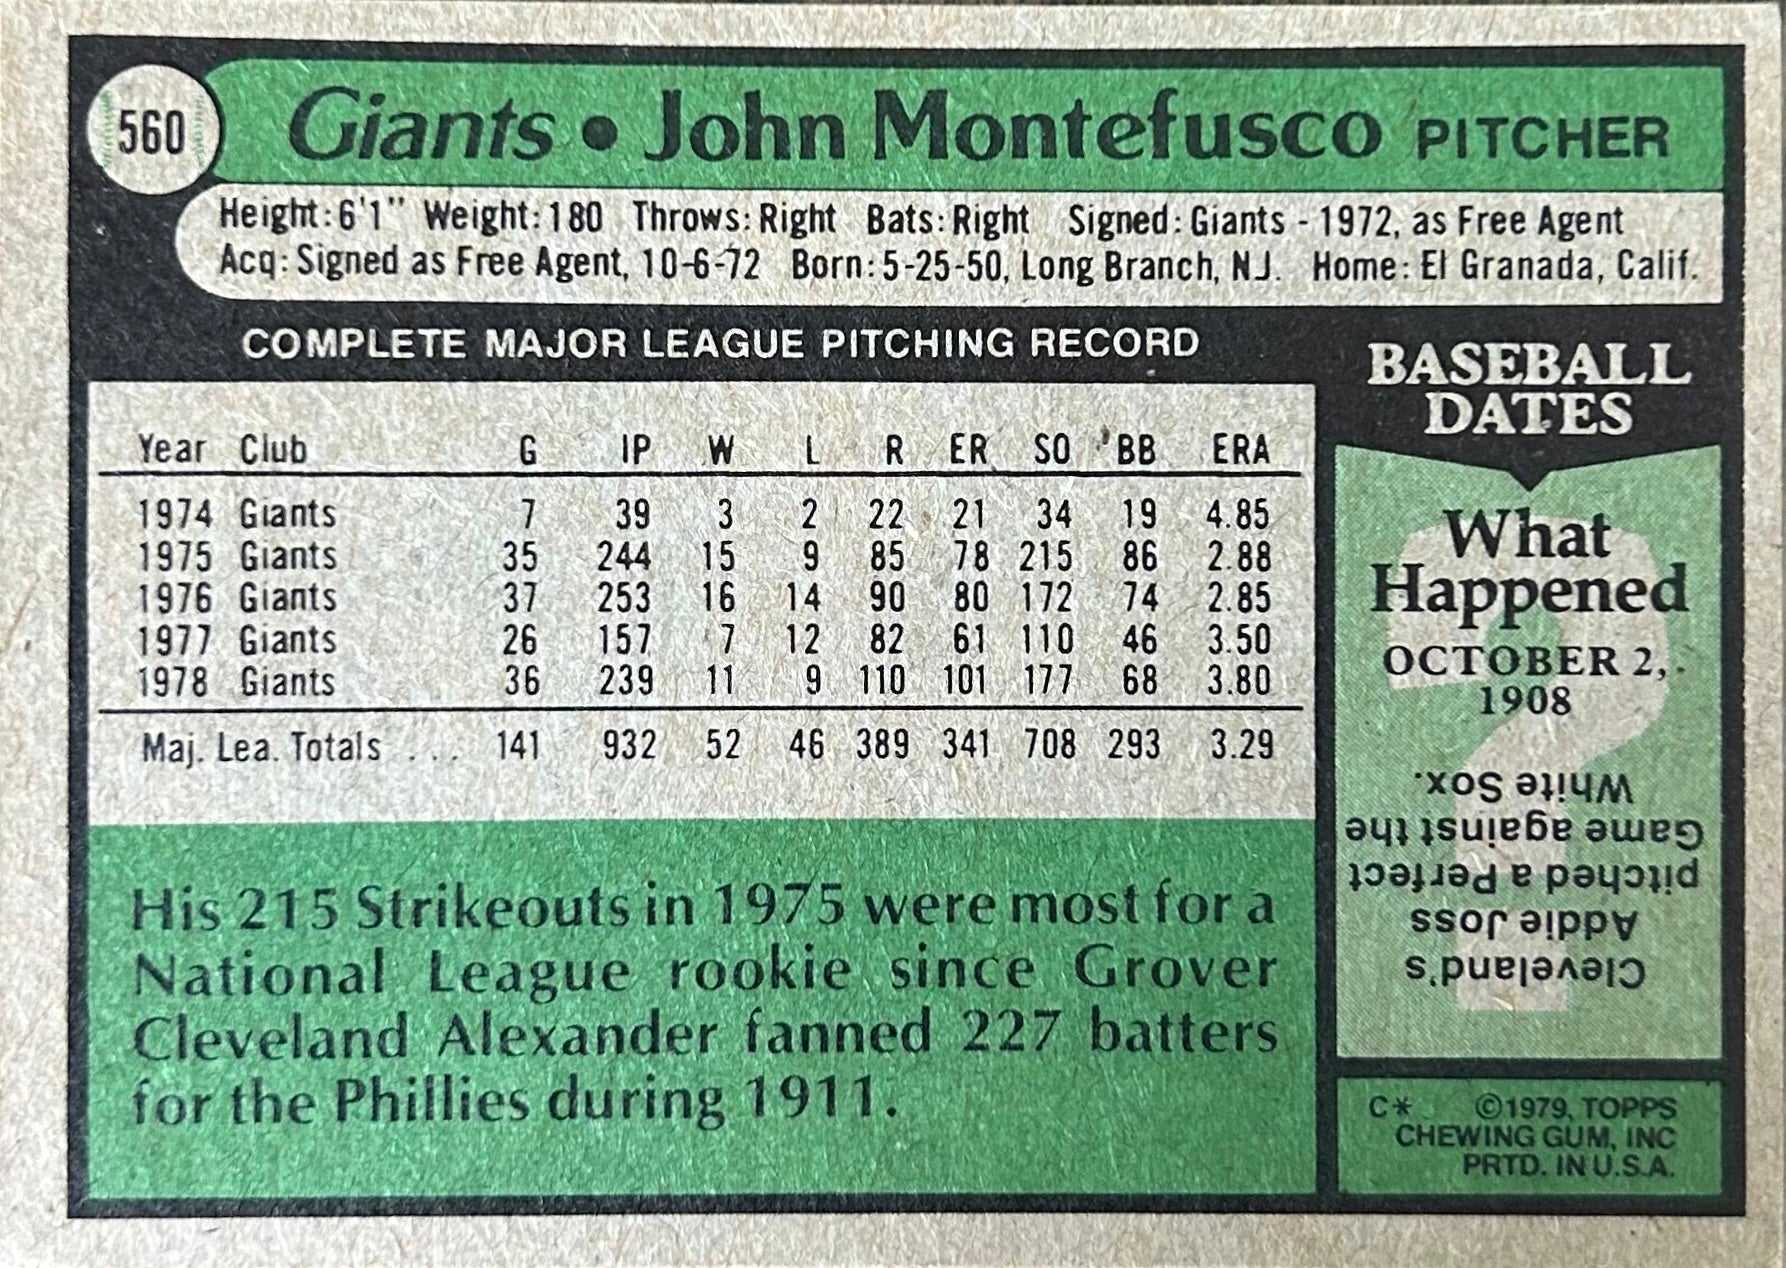 560
Giants • John Montefusco PITCHER
Height: 6'1" Weight: 180 Throws: Right Bats: Right Signed: Giants - 1972, as Free Agent
Acq: Signed as Free Agent, 10-6-72 Born: 5-25-50, Long Branch, N.J. Home: El Granada, Calif.
COMPLETE MAJOR LEAGUE PITCHING RECORD
Year Club G IP W L R ER SO BB ERA
1974 Giants 7 39 3 2 22 21 34 19 4.85
1975 Giants 35 244 15 9 85 78 215 86 2.88
1976 Giants 37 253 16 14 90 80 172 74 2.85
1977 Giants 26 157 7 12 82 61 110 46 3.50
1978 Giants 36 239 11 9 110 101 177 68 3.80
Maj. Lea. Totals . . . 141 932 52 46 389 341 708 293 3.29
His 215 Strikeouts in 1975 were most for a
National League rookie since Grover
Cleveland Alexander fanned 227 batters
for the Phillies during 1911.
BASEBALL
DATES
What
Happened
OCTOBER 2,
1908
Cleveland's
Addie Joss
pitched a Perfect
Game against the
White Sox.
C* ©1979, TOPPS
CHEWING GUM, INC
PRTD. IN U.S.A.